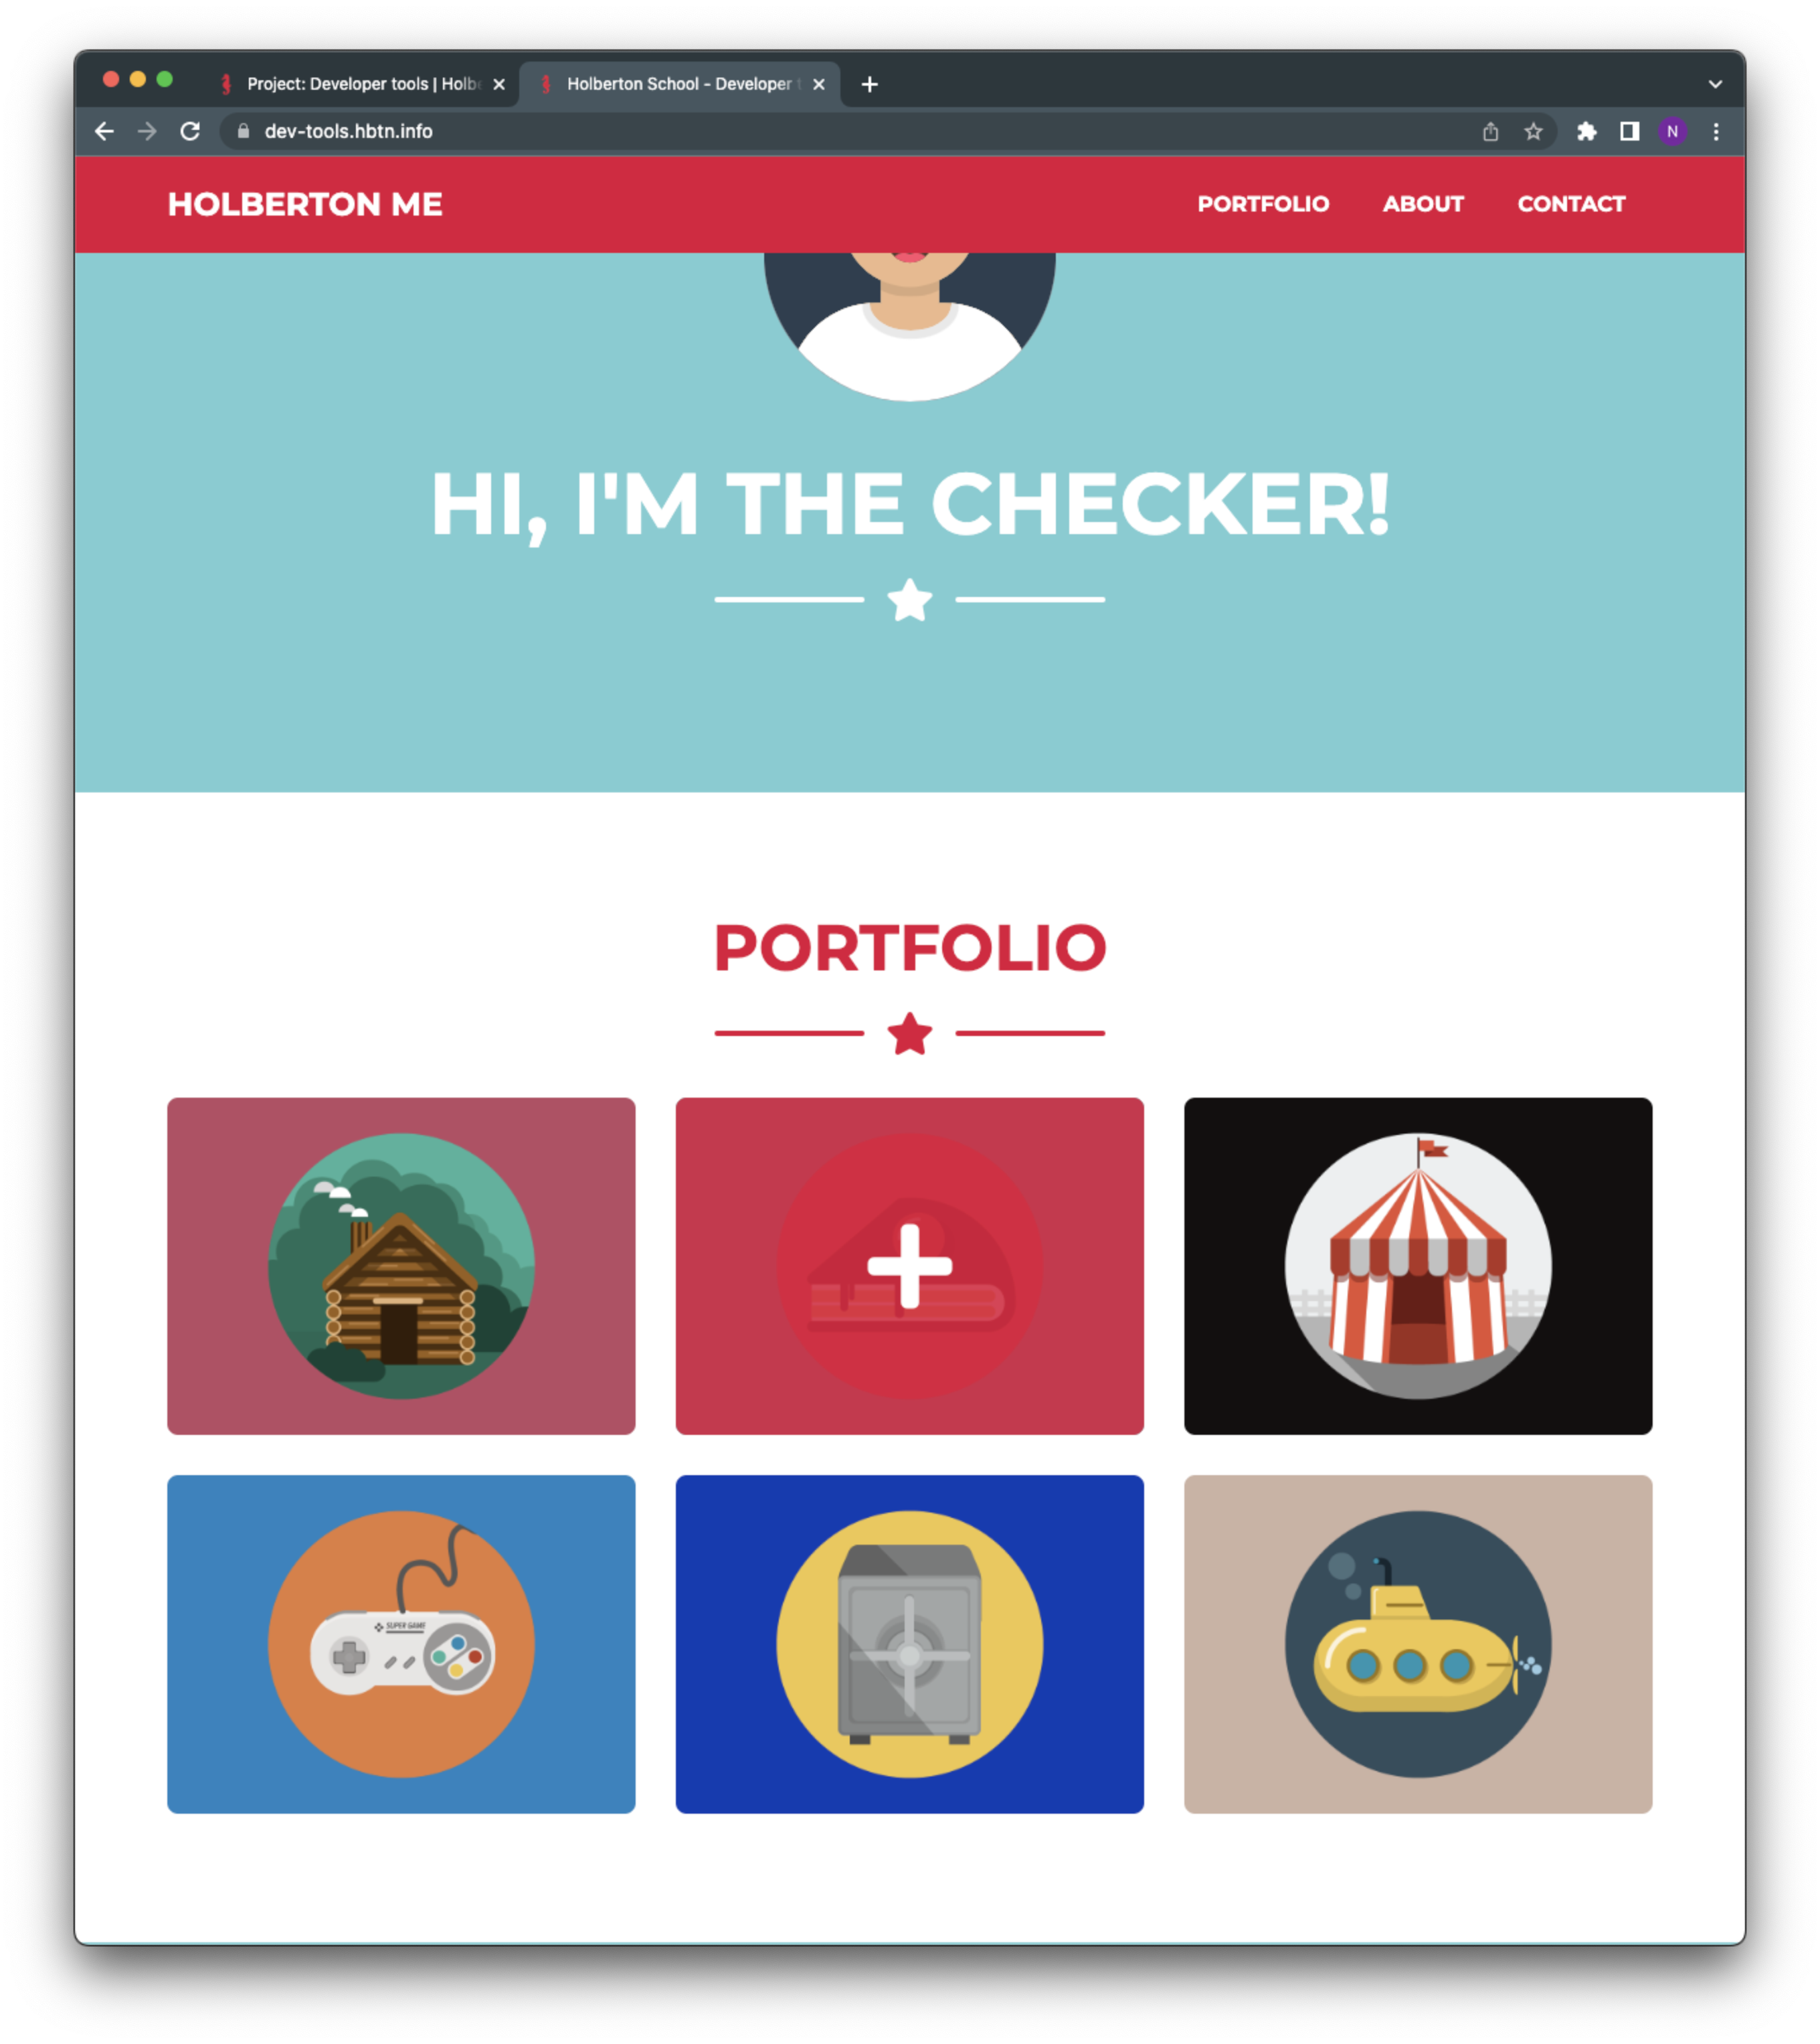 Project: Developer tools | Holb
Holberton School - Developer t
dev-tools.hbtn.info
N
HOLBERTON ME
PORTFOLIO
ABOUT
CONTACT
HI, I'M THE CHECKER!
PORTFOLIO
SUPER GAME